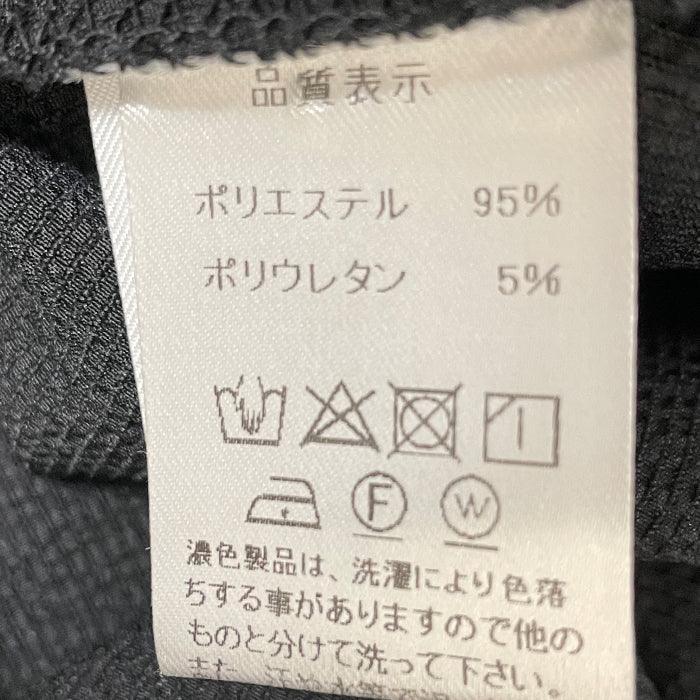 品質表示
ポリエステル 95%
ポリウレタン 5%
F W
濃色製品は、洗濯により色落
ちする事がありますので他の
ものと分けて洗って下さい。